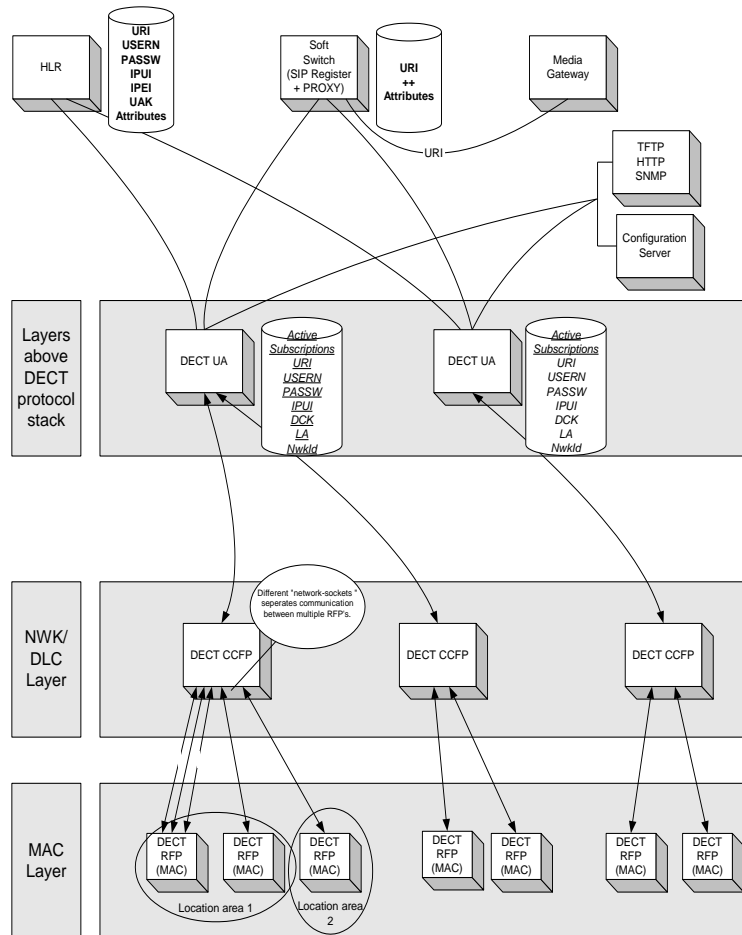 HLR
URI
USERN
PASSW
IPUI
IPEI
UAK
Attributes
Soft
Switch
(SIP Register
+ PROXY)
URI
++
Attributes
Media
Gateway
URI
TFTP
HTTP
SNMP
Configuration
Server
Layers
above
DECT
protocol
stack
DECT UA
Active
Subscriptions
URI
USERN
PASSW
IPUI
DCK
LA
NwkId
DECT UA
Active
Subscriptions
URI
USERN
PASSW
IPUI
DCK
LA
NwkId
NWK/
DLC
Layer
Different "network-sockets "
seperates communication
between multiple RFP's.
DECT CCFP
DECT CCFP
DECT CCFP
MAC
Layer
DECT
RFP
(MAC)
DECT
RFP
(MAC)
DECT
RFP
(MAC)
DECT
RFP
(MAC)
DECT
RFP
(MAC)
DECT
RFP
(MAC)
DECT
RFP
(MAC)
Location area 1
Location area
2